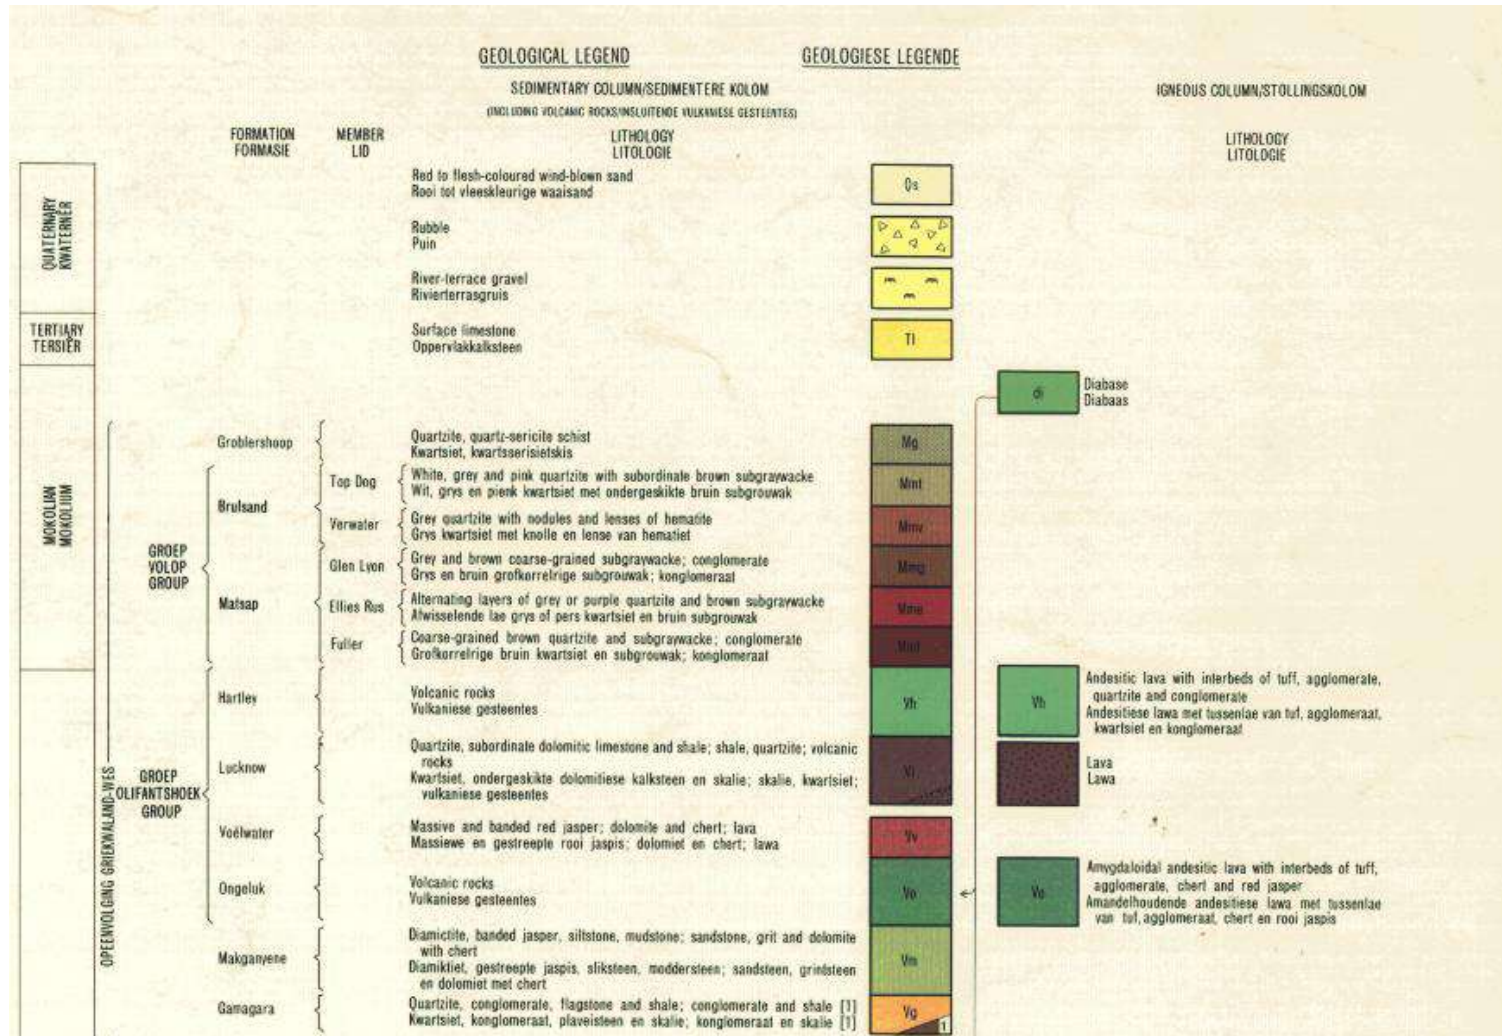 GEOLOGICAL LEGEND
GEOLOGIESE LEGENDE
SEDIMENTARY COLUMN/SEDIMENTERE KOLOM
(INCLUDING VOLCANIC ROCKS/INSLUITENDE VULKANIESE GESTEENTES)
IGNEOUS COLUMN/STOLLINGSKOLOM
FORMATION
FORMASIE
MEMBER
LID
LITHOLOGY
LITOLOGIE
LITHOLOGY
LITOLOGIE
QUATERNARY
KWATERNÊR
Red to flesh-coloured wind-blown sand
Rooi tot vleeskleurige waaisand
Qs
Rubble
Puin
River-terrace gravel
Rivierterrasgruis
TERTIARY
TERSIÊR
Surface limestone
Oppervlakkalksteen
Tl
di
Diabase
Diabaas
MOKOLIAN
MOKOLIUM
OPEENVOLGING GRIEKWALAND-WES
Groblershoop
Quartzite, quartz-sericite schist
Kwartsiet, kwartsserisietskis
Mg
GROEP
VOLOP
GROUP
Brulsand
Top Dog
White, grey and pink quartzite with subordinate brown subgraywacke
Wit, grys en pienk kwartsiet met ondergeskikte bruin subgrouwak
Mmt
Verwater
Grey quartzite with nodules and lenses of hematite
Grys kwartsiet met knolle en lense van hematiet
Mmv
Matsap
Glen Lyon
Grey and brown coarse-grained subgraywacke; conglomerate
Grys en bruin grofkorrelrige subgrouwak; konglomeraat
Mmg
Ellies Rus
Alternating layers of grey or purple quartzite and brown subgraywacke
Afwisselende lae grys of pers kwartsiet en bruin subgrouwak
Mme
Fuller
Coarse-grained brown quartzite and subgraywacke; conglomerate
Grofkorrelrige bruin kwartsiet en subgrouwak; konglomeraat
GROEP
OLIFANTSHOEK
GROUP
Hartley
Volcanic rocks
Vulkaniese gesteentes
Vh
Vh
Andesitic lava with interbeds of tuff, agglomerate,
quartzite and conglomerate
Andesitiese lawa met tussenlae van tuf, agglomeraat,
kwartsiet en konglomeraat
Lucknow
Quartzite, subordinate dolomitic limestone and shale; shale, quartzite; volcanic
rocks
Kwartsiet, ondergeskikte dolomitiese kalksteen en skalie; skalie, kwartsiet;
vulkaniese gesteentes
Vl
Lava
Lawa
Voëlwater
Massive and banded red jasper; dolomite and chert; lava
Massiewe en gestreepte rooi jaspis; dolomiet en chert; lawa
Vv
Ongeluk
Volcanic rocks
Vulkaniese gesteentes
Vo
Vo
Amygdaloidal andesitic lava with interbeds of tuff,
agglomerate, chert and red jasper
Amandelhoudende andesitiese lawa met tussenlae
van tuf, agglomeraat, chert en rooi jaspis
Makganyene
Diamictite, banded jasper, siltstone, mudstone; sandstone, grit and dolomite
with chert
Diamiktiet, gestreepte jaspis, sliksteen, moddersteen; sandsteen, grintsteen
en dolomiet met chert
Vm
Gamagara
Quartzite, conglomerate, flagstone and shale; conglomerate and shale [1]
Kwartsiet, konglomeraat, plaveisteen en skalie; konglomeraat en skalie [1]
Vg
1